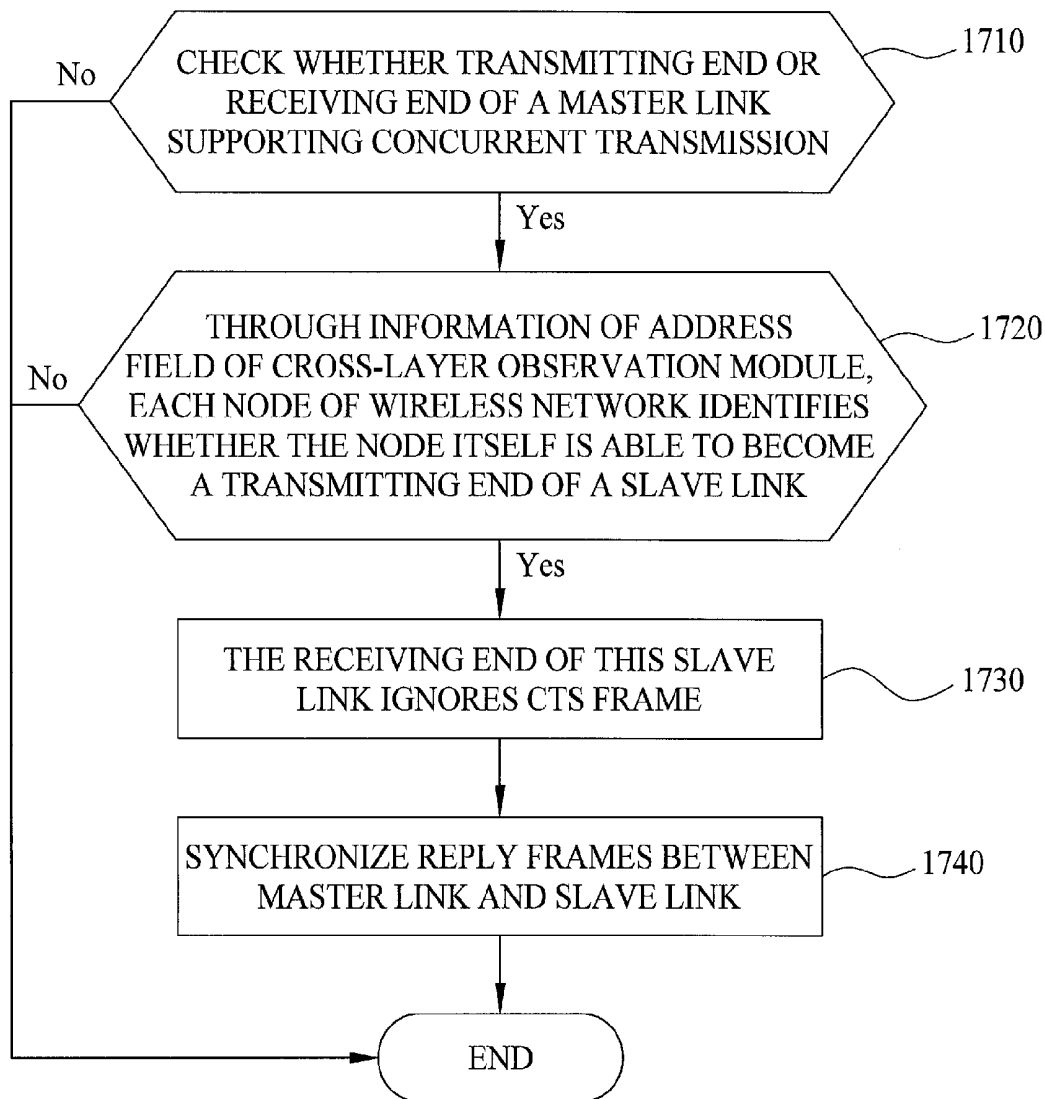 CHECK WHETHER TRANSMITTING END OR
RECEIVING END OF A MASTER LINK
SUPPORTING CONCURRENT TRANSMISSION
1710
No
Yes
THROUGH INFORMATION OF ADDRESS
FIELD OF CROSS-LAYER OBSERVATION MODULE,
EACH NODE OF WIRELESS NETWORK IDENTIFIES
WHETHER THE NODE ITSELF IS ABLE TO BECOME
A TRANSMITTING END OF A SLAVE LINK
1720
No
Yes
THE RECEIVING END OF THIS SLAVE
LINK IGNORES CTS FRAME
1730
SYNCHRONIZE REPLY FRAMES BETWEEN
MASTER LINK AND SLAVE LINK
1740
END